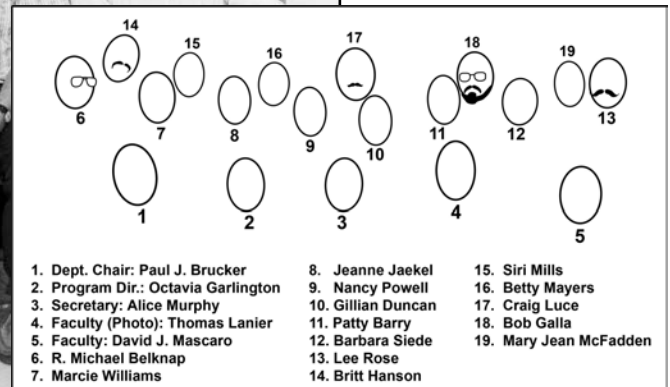 14
15
16
17
18
19
6
7
8
9
10
11
12
13
1
2
3
4
5
1. Dept. Chair: Paul J. Brucker
2. Program Dir.: Octavia Garlington
3. Secretary: Alice Murphy
4. Faculty (Photo): Thomas Lanier
5. Faculty: David J. Mascaro
6. R. Michael Belknap
7. Marcie Williams
8. Jeanne Jaekel
9. Nancy Powell
10. Gillian Duncan
11. Patty Barry
12. Barbara Siede
13. Lee Rose
14. Britt Hanson
15. Siri Mills
16. Betty Mayers
17. Craig Luce
18. Bob Galla
19. Mary Jean McFadden